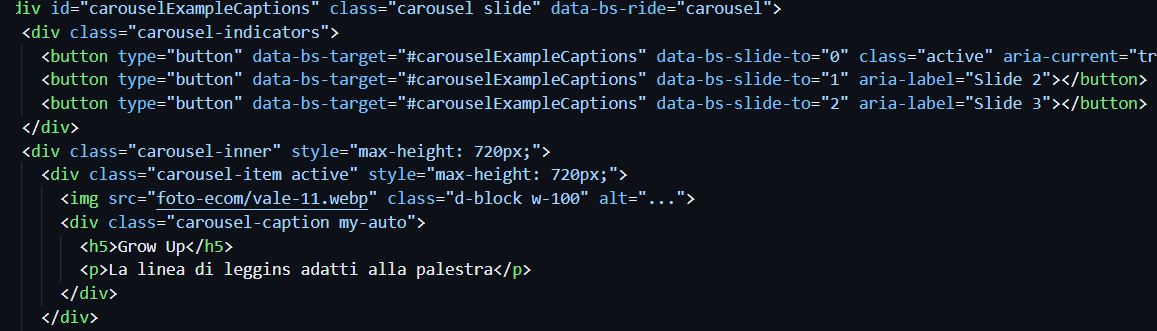 div id="carouselExampleCaptions" class="carousel slide" data-bs-ride="carousel">
<div class="carousel-indicators">
<button type="button" data-bs-target="#carouselExampleCaptions" data-bs-slide-to="0" class="active" aria-current="tr
<button type="button" data-bs-target="#carouselExampleCaptions" data-bs-slide-to="1" aria-label="Slide 2"></button>
<button type="button" data-bs-target="#carouselExampleCaptions" data-bs-slide-to="2" aria-label="Slide 3"></button>
</div>
<div class="carousel-inner" style="max-height: 720px;">
<div class="carousel-item active" style="max-height: 720px;">
<img src="foto-ecom/vale-11.webp" class="d-block w-100" alt="...">
<div class="carousel-caption my-auto">
<h5>Grow Up</h5>
<p>La linea di leggins adatti alla palestra</p>
</div>
</div>